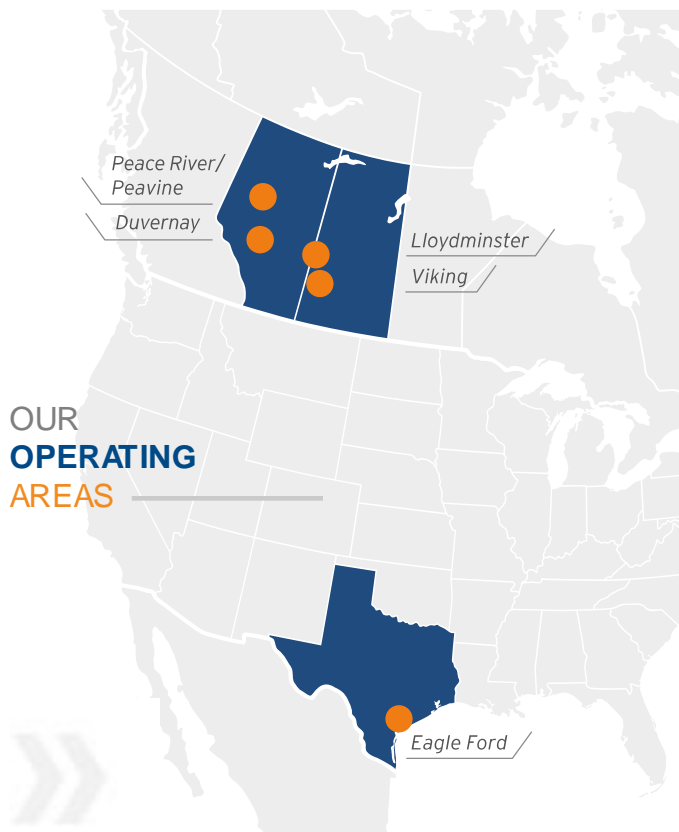 Peace River/
Peavine
Duvernay
Lloydminster
Viking
OUR
OPERATING
AREAS
Eagle Ford